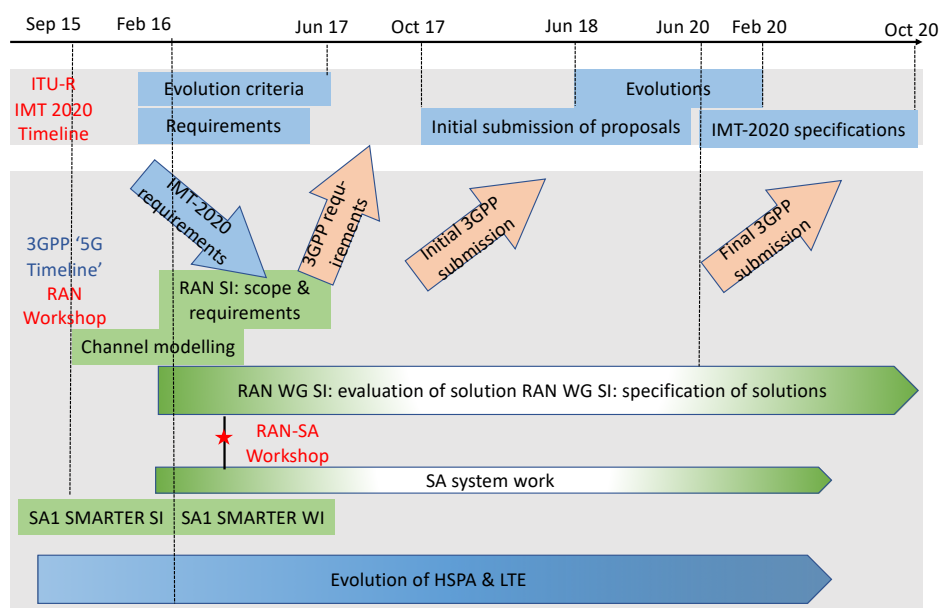 Sep 15
Feb 16
Jun 17
Oct 17
Jun 18
Jun 20
Feb 20
Oct 20
ITU-R
IMT 2020
Timeline
Evolution criteria
Evolutions
Requirements
Initial submission of proposals
IMT-2020 specifications
IMT-2020
requirements
3GPP requ-
irements
Initial 3GPP
submission
Final 3GPP
submission
3GPP ‘5G
Timeline’
RAN
Workshop
RAN SI: scope &
requirements
Channel modelling
RAN WG SI: evaluation of solution RAN WG SI: specification of solutions
RAN-SA
Workshop
SA system work
SA1 SMARTER SI
SA1 SMARTER WI
Evolution of HSPA & LTE